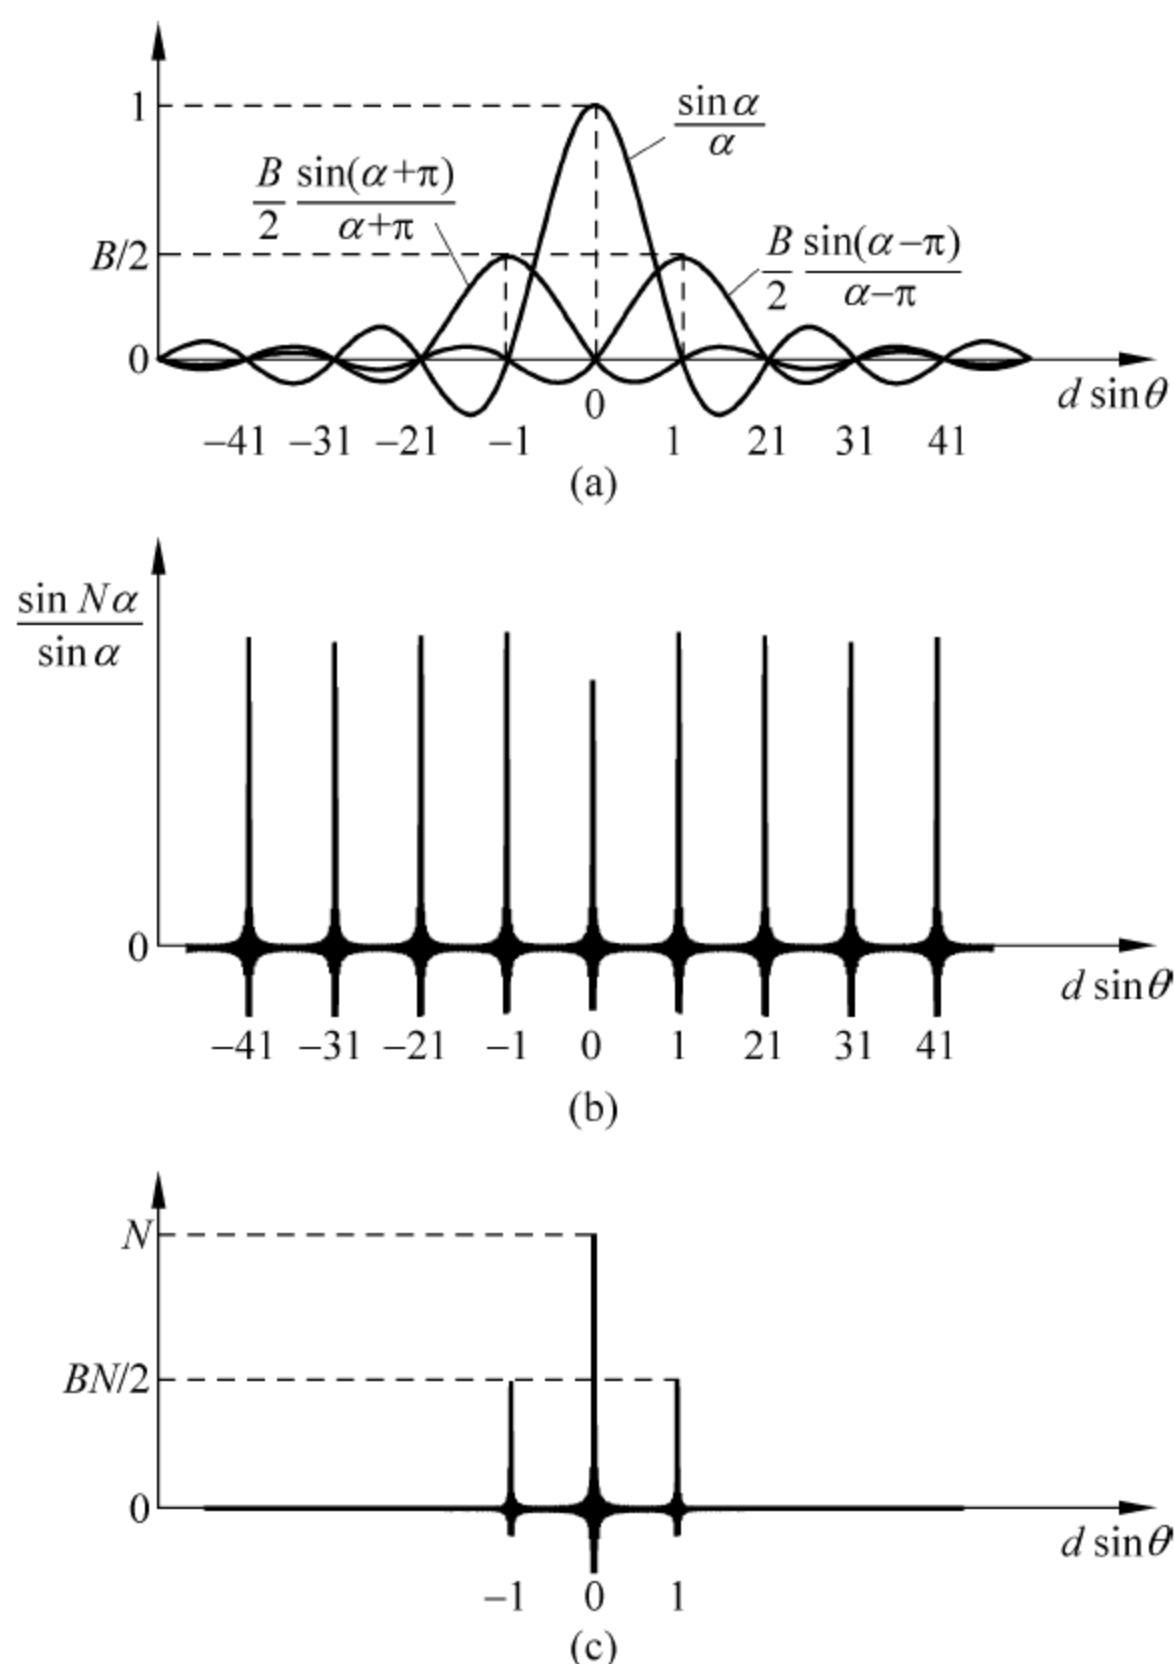 1
sin α / α
B/2 sin(α+π) / α+π
B/2
B/2 sin(α−π) / α−π
0
d sinθ
0
−41 −31 −21 −1 1 21 31 41
(a)
sin Nα / sin α
0
d sinθ
−41 −31 −21 −1 0 1 21 31 41
(b)
N
BN/2
0
d sinθ
−1 0 1
(c)